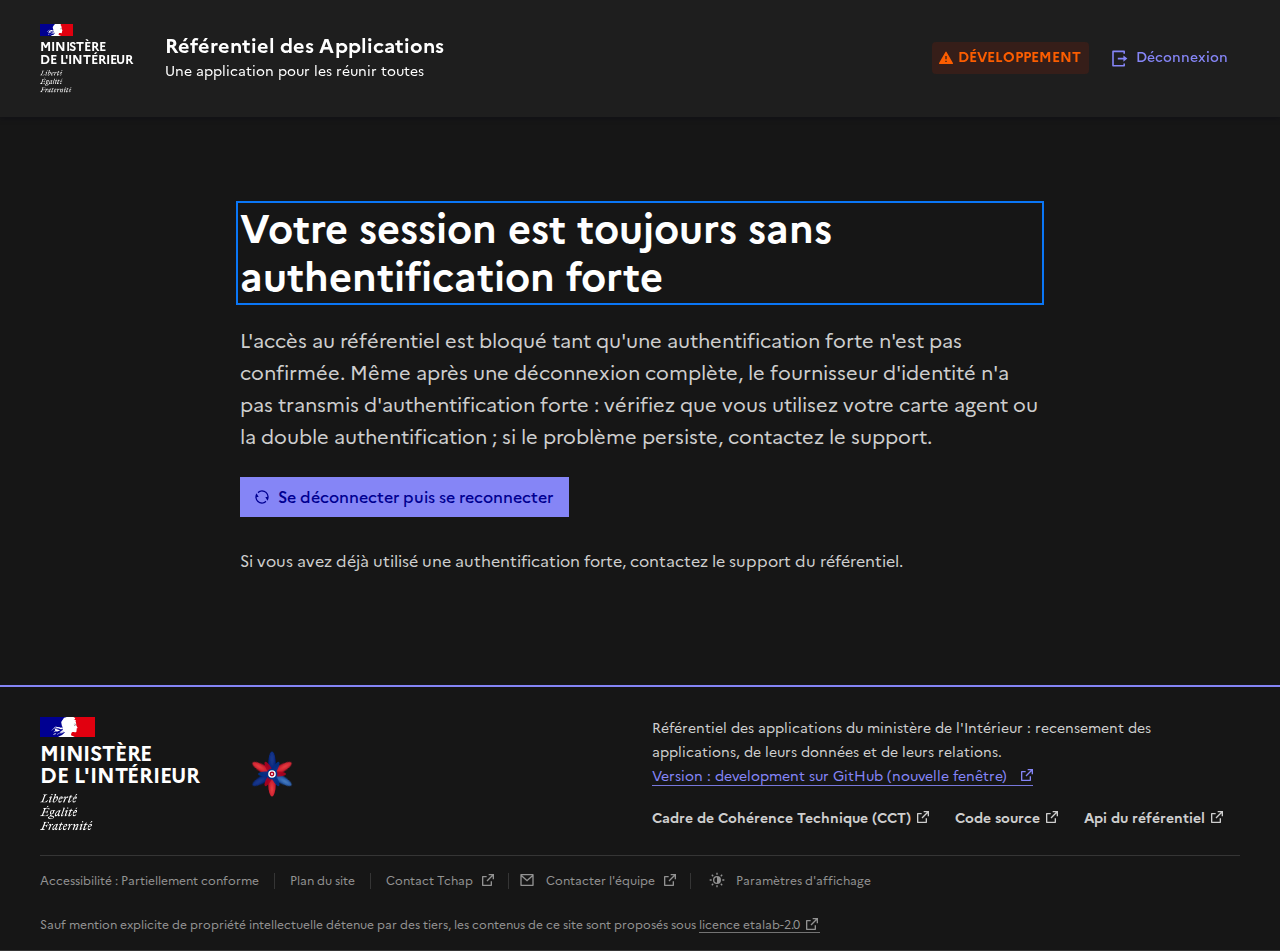 MINISTÈRE
DE L'INTÉRIEUR
Liberté
Égalité
Fraternité
Référentiel des Applications
Une application pour les réunir toutes
DÉVELOPPEMENT
Déconnexion
Votre session est toujours sans
authentification forte
L'accès au référentiel est bloqué tant qu'une authentification forte n'est pas
confirmée. Même après une déconnexion complète, le fournisseur d'identité n'a
pas transmis d'authentification forte : vérifiez que vous utilisez votre carte agent ou
la double authentification ; si le problème persiste, contactez le support.
Se déconnecter puis se reconnecter
Si vous avez déjà utilisé une authentification forte, contactez le support du référentiel.
MINISTÈRE
DE L'INTÉRIEUR
Liberté
Égalité
Fraternité
Référentiel des applications du ministère de l'Intérieur : recensement des
applications, de leurs données et de leurs relations.
Version : development sur GitHub (nouvelle fenêtre)
Cadre de Cohérence Technique (CCT) Code source Api du référentiel
Accessibilité : Partiellement conforme Plan du site Contact Tchap Contacter l'équipe Paramètres d'affichage
Sauf mention explicite de propriété intellectuelle détenue par des tiers, les contenus de ce site sont proposés sous licence etalab-2.0